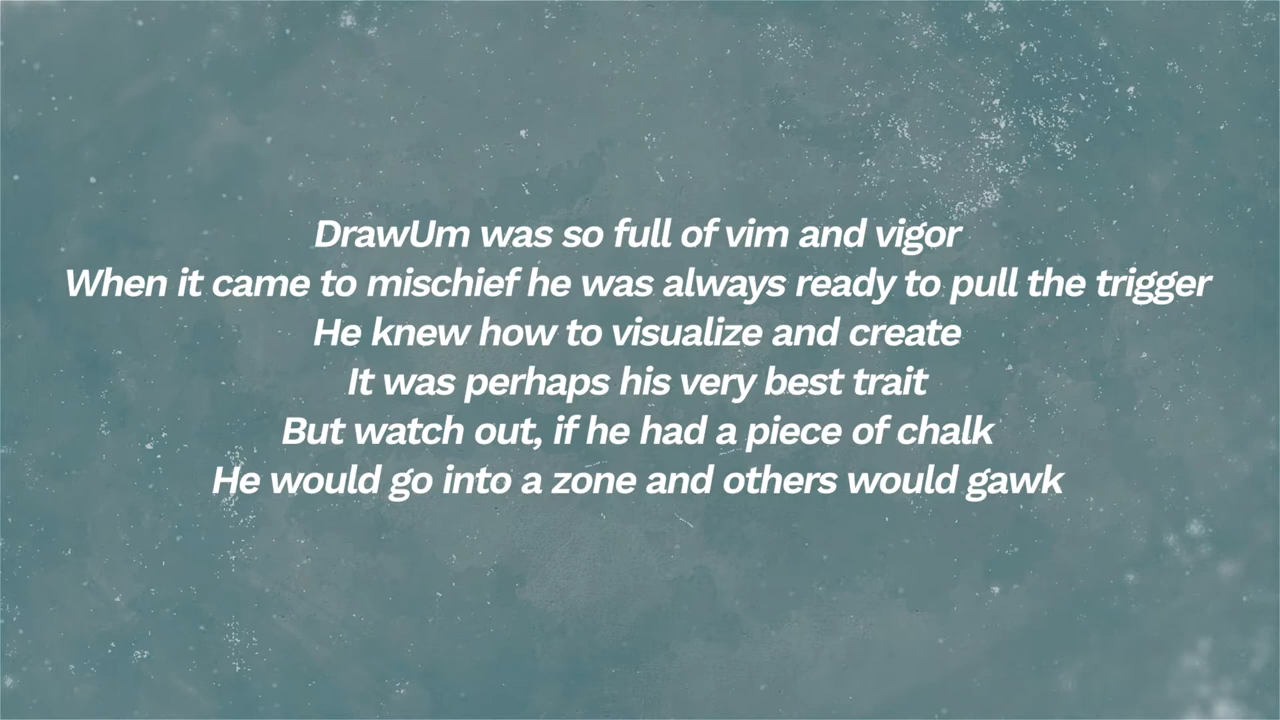 DrawUm was so full of vim and vigor
When it came to mischief he was always ready to pull the trigger
He knew how to visualize and create
It was perhaps his very best trait
But watch out, if he had a piece of chalk
He would go into a zone and others would gawk